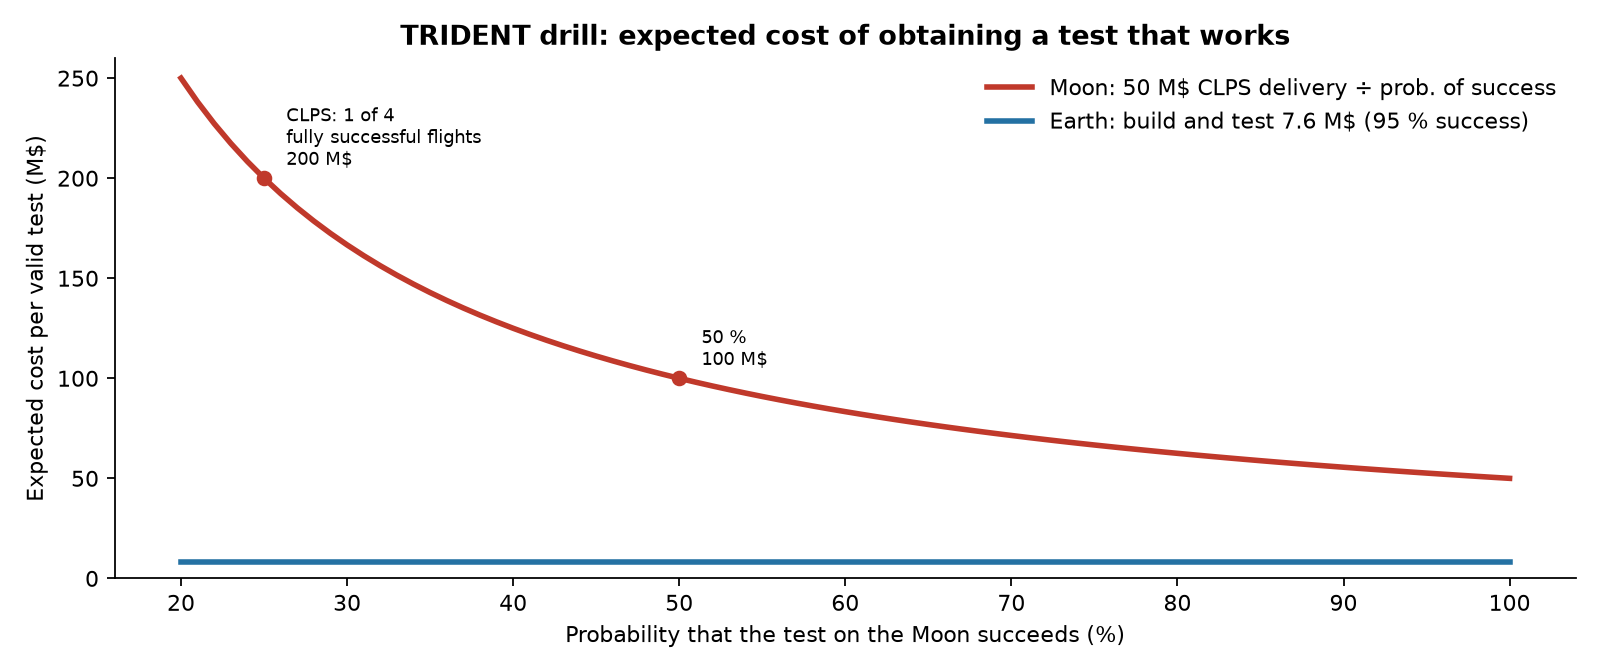 TRIDENT drill: expected cost of obtaining a test that works
Moon: 50 M$ CLPS delivery ÷ prob. of success
Earth: build and test 7.6 M$ (95 % success)
CLPS: 1 of 4
fully successful flights
200 M$
50 %
100 M$
Expected cost per valid test (M$)
250
200
150
100
50
0
20 30 40 50 60 70 80 90 100
Probability that the test on the Moon succeeds (%)